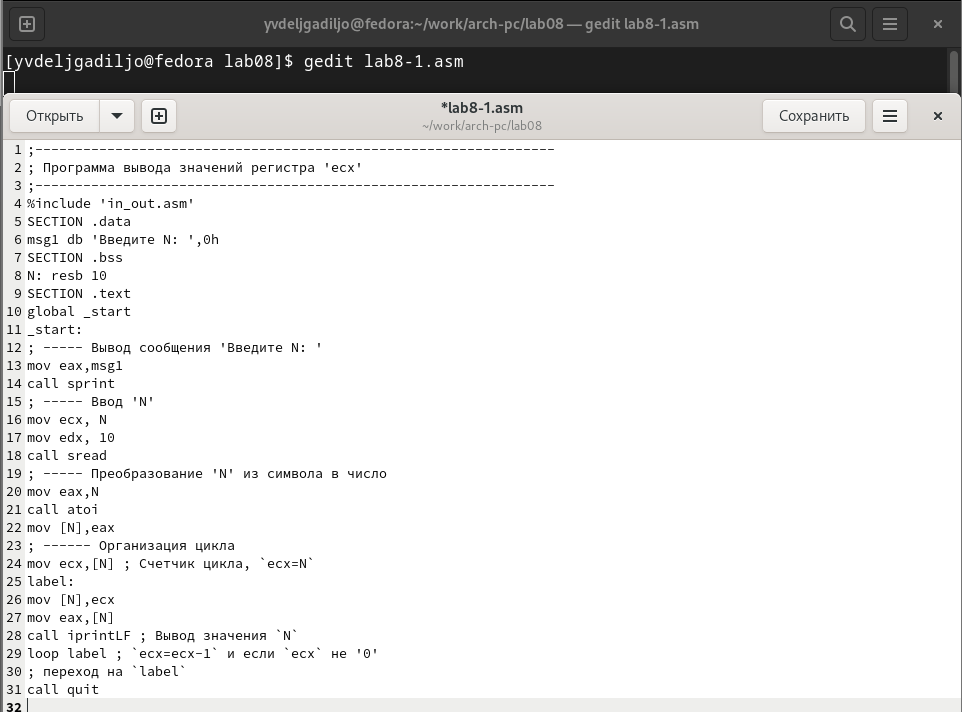 yvdeljgadiljo@fedora:~/work/arch-pc/lab08 — gedit lab8-1.asm
[yvdeljgadiljo@fedora lab08]$ gedit lab8-1.asm
Открыть
*lab8-1.asm
~/work/arch-pc/lab08
Сохранить
1 ;-----------------------------------------------------------------
2 ; Программа вывода значений регистра 'ecx'
3 ;-----------------------------------------------------------------
4 %include 'in_out.asm'
5 SECTION .data
6 msg1 db 'Введите N: ',0h
7 SECTION .bss
8 N: resb 10
9 SECTION .text
10 global _start
11 _start:
12 ; ----- Вывод сообщения 'Введите N: '
13 mov eax,msg1
14 call sprint
15 ; ----- Ввод 'N'
16 mov ecx, N
17 mov edx, 10
18 call sread
19 ; ----- Преобразование 'N' из символа в число
20 mov eax,N
21 call atoi
22 mov [N],eax
23 ; ------ Организация цикла
24 mov ecx,[N] ; Счетчик цикла, `ecx=N`
25 label:
26 mov [N],ecx
27 mov eax,[N]
28 call iprintLF ; Вывод значения `N`
29 loop label ; `ecx=ecx-1` и если `ecx` не '0'
30 ; переход на `label`
31 call quit
32